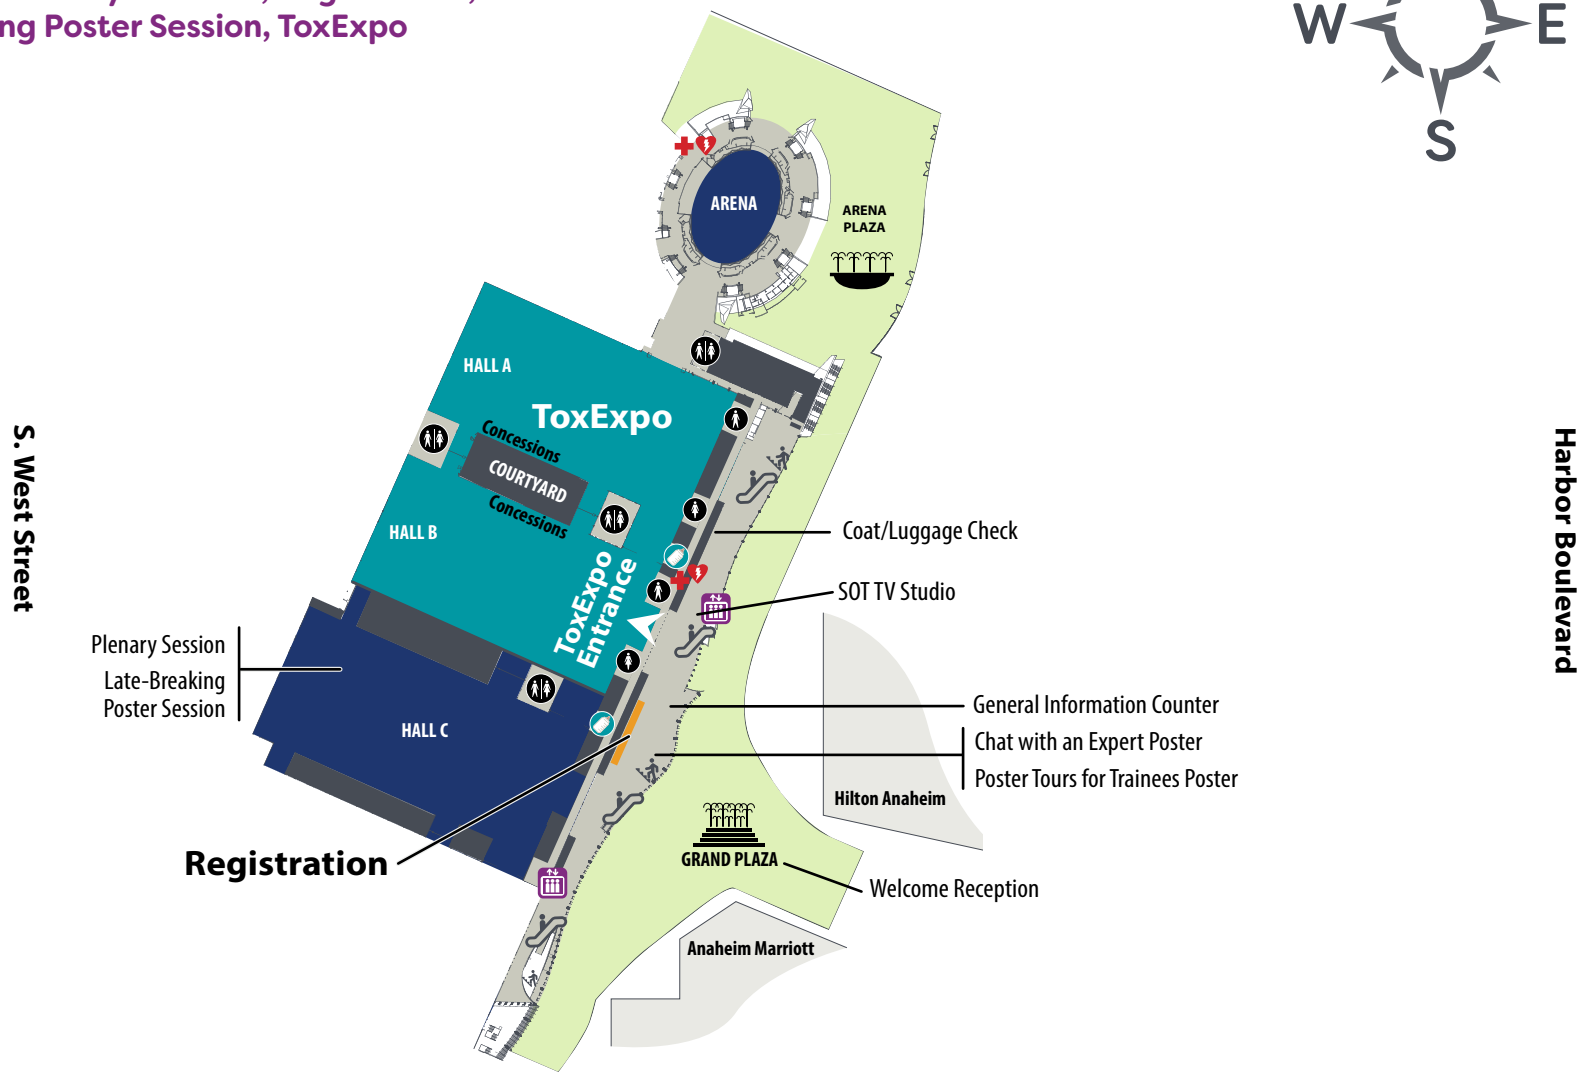 ng Poster Session, ToxExpo
W
E
S
ARENA
ARENA
PLAZA
HALL A
ToxExpo
Concessions
COURTYARD
Concessions
HALL B
ToxExpo
Entrance
Coat/Luggage Check
SOT TV Studio
S. West Street
Harbor Boulevard
Plenary Session
Late-Breaking
Poster Session
HALL C
General Information Counter
Chat with an Expert Poster
Poster Tours for Trainees Poster
Hilton Anaheim
Registration
GRAND PLAZA
Welcome Reception
Anaheim Marriott